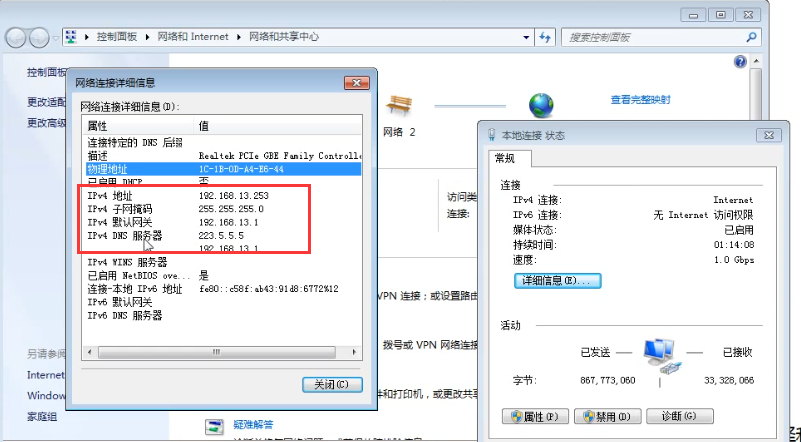 控制面板 ▸ 网络和 Internet ▸ 网络和共享中心
搜索控制面板
控制面板
更改适配
更改高级
查看完整映射
网络 2
访问类
连接:
VPN 连接；或设置路由
拨号或 VPN 网络连接
件和打印机，或更改共享
疑难解答
另请参阅
Internet
Window
家庭组
网络连接详细信息
网络连接详细信息(D):
属性 值
连接特定的 DNS 后缀
描述 Realtek PCIe GBE Family Controlle
物理地址 1C-1B-0D-A4-E6-44
已启用 DHCP 否
IPv4 地址 192.168.13.253
IPv4 子网掩码 255.255.255.0
IPv4 默认网关 192.168.13.1
IPv4 DNS 服务器 223.5.5.5
192.168.13.1
IPv4 WINS 服务器
已启用 NetBIOS ove... 是
连接-本地 IPv6 地址 fe80::c58f:ab43:91d8:6772%12
IPv6 默认网关
IPv6 DNS 服务器
关闭(C)
本地连接 状态
常规
连接
IPv4 连接: Internet
IPv6 连接: 无 Internet 访问权限
媒体状态: 已启用
持续时间: 01:14:08
速度: 1.0 Gbps
详细信息(E)...
活动
已发送 — — 已接收
字节: 867,773,060 | 33,328,066
属性(P)
禁用(D)
诊断(G)